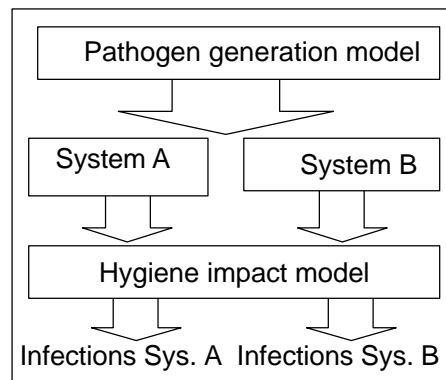 Pathogen generation model
System A
System B
Hygiene impact model
Infections Sys. A
Infections Sys. B